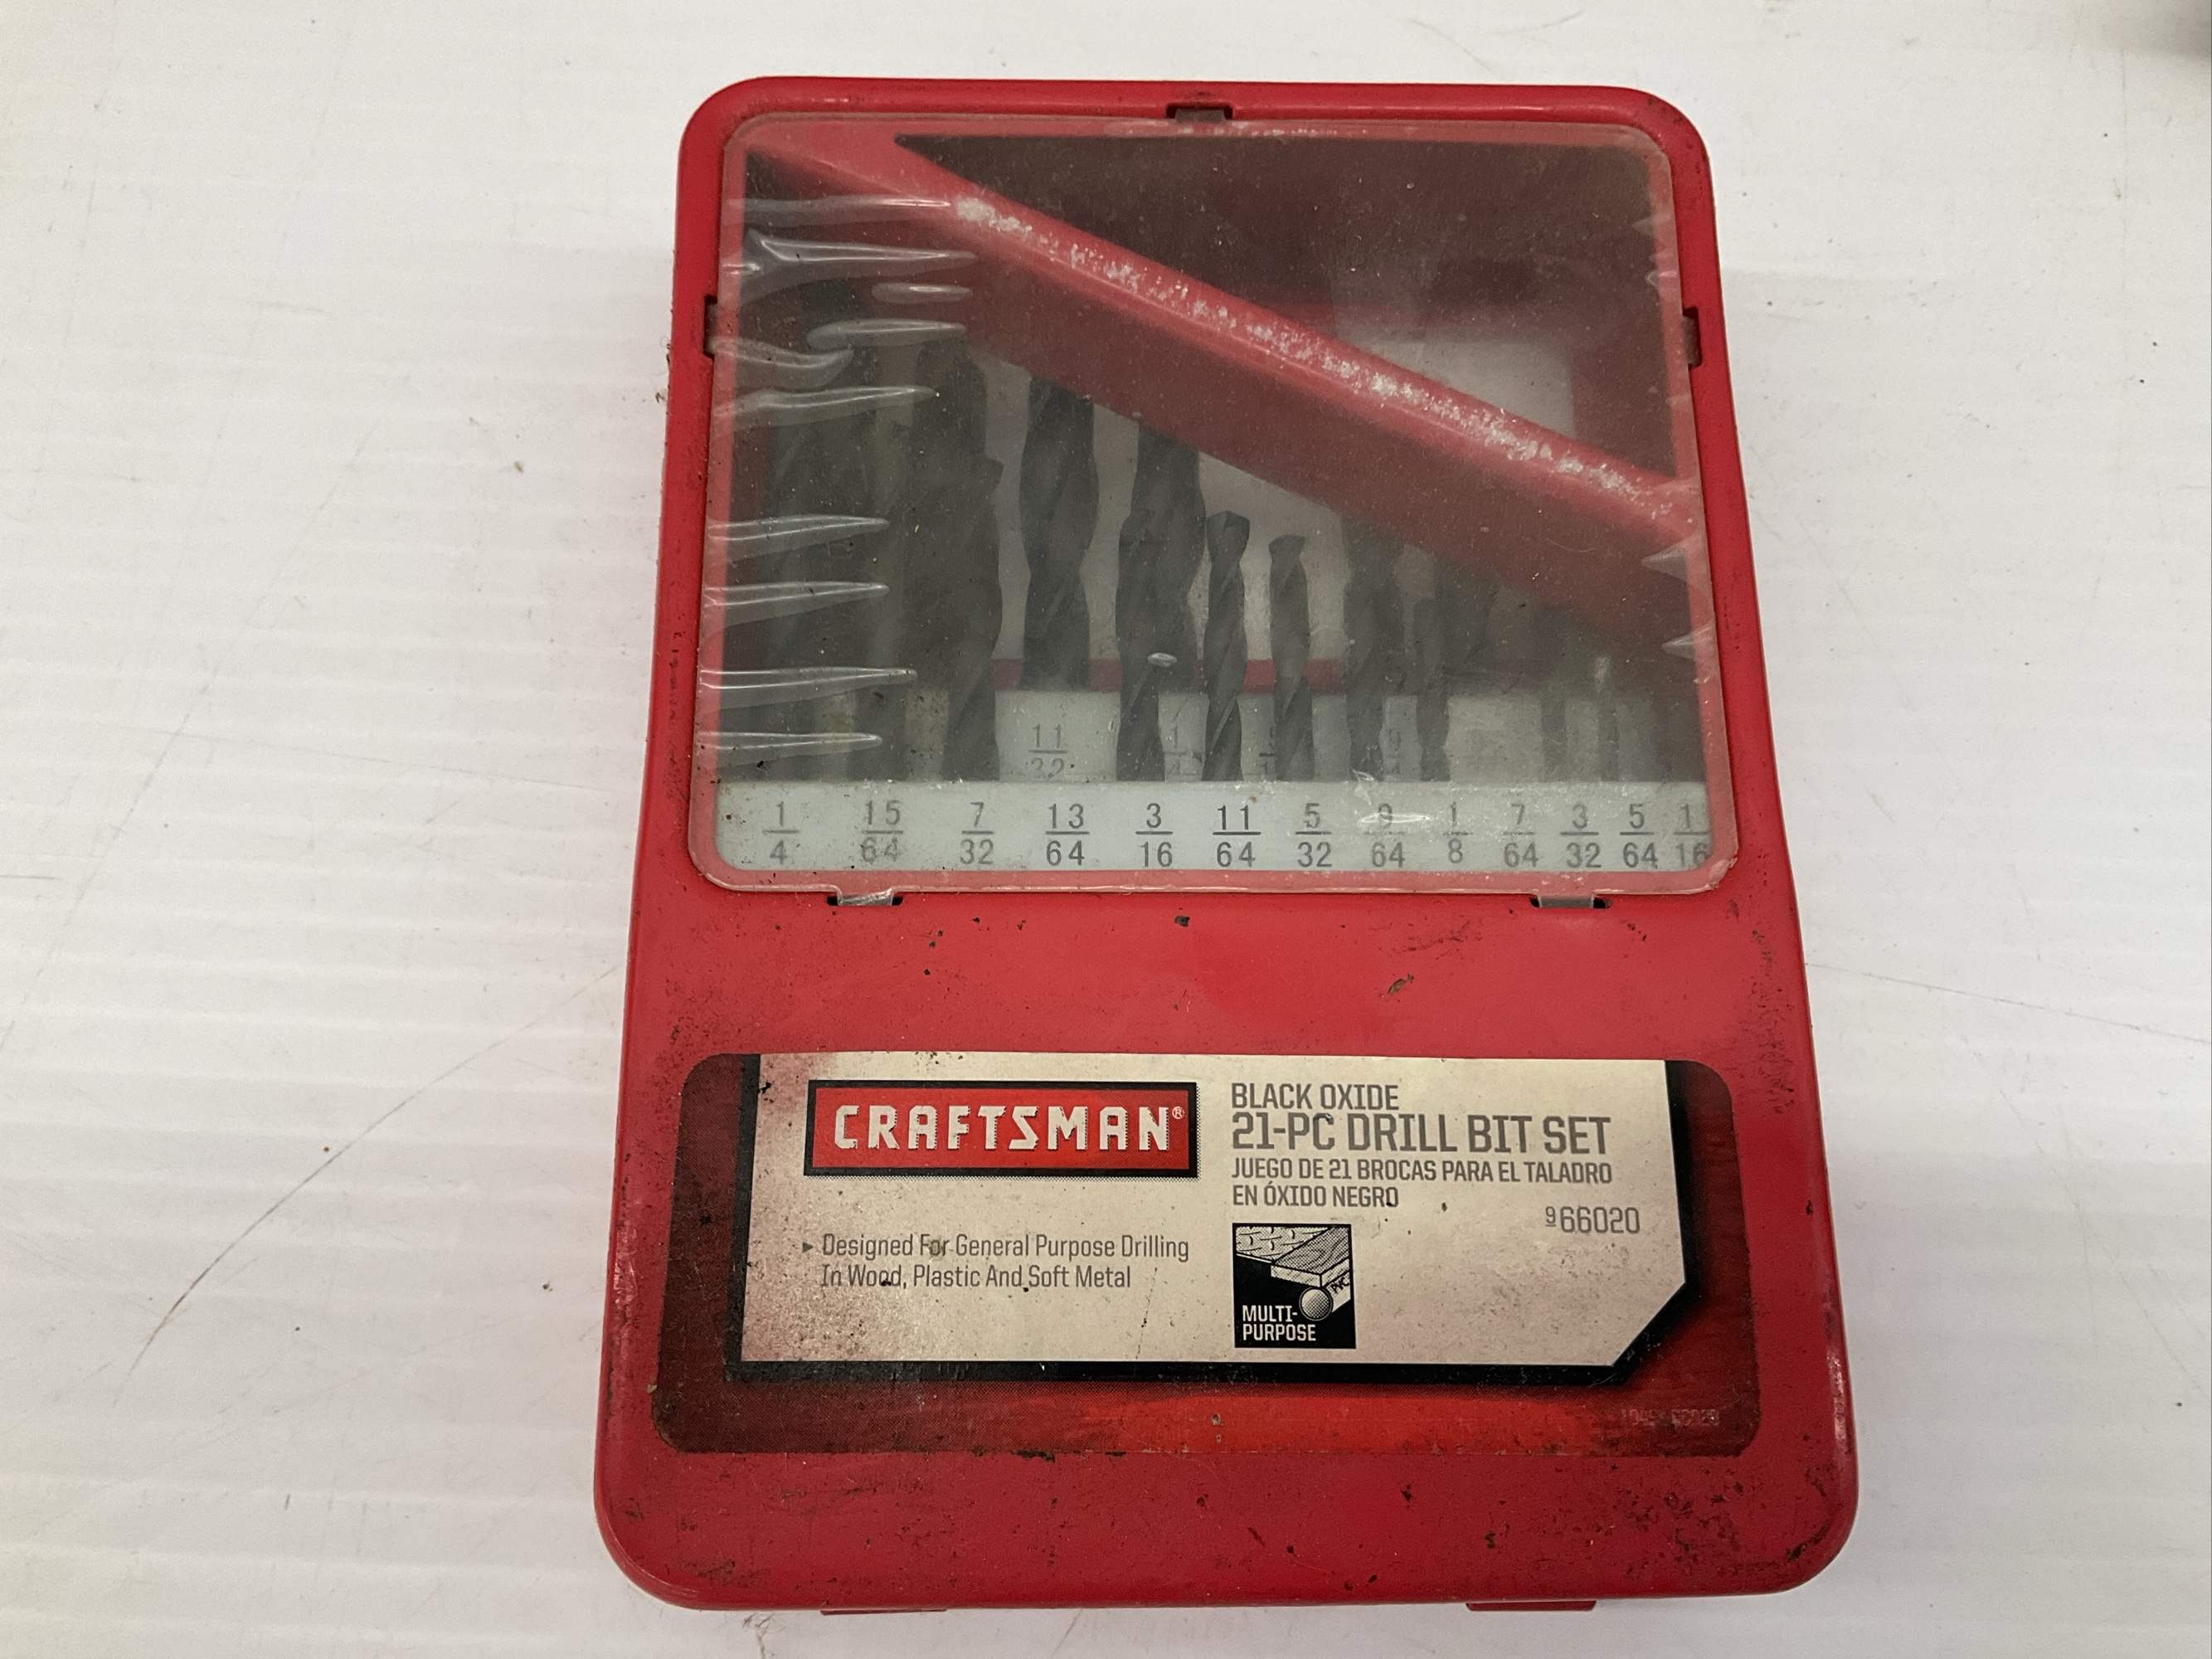 11
32
1 15 7 13 3 11 5 9 1 7 3 5 1
4 64 32 64 16 64 32 64 8 64 32 64 16
CRAFTSMAN®
BLACK OXIDE
21-PC DRILL BIT SET
JUEGO DE 21 BROCAS PARA EL TALADRO
EN ÓXIDO NEGRO
966020
▸ Designed For General Purpose Drilling
In Wood, Plastic And Soft Metal
PVC
MULTI-
PURPOSE